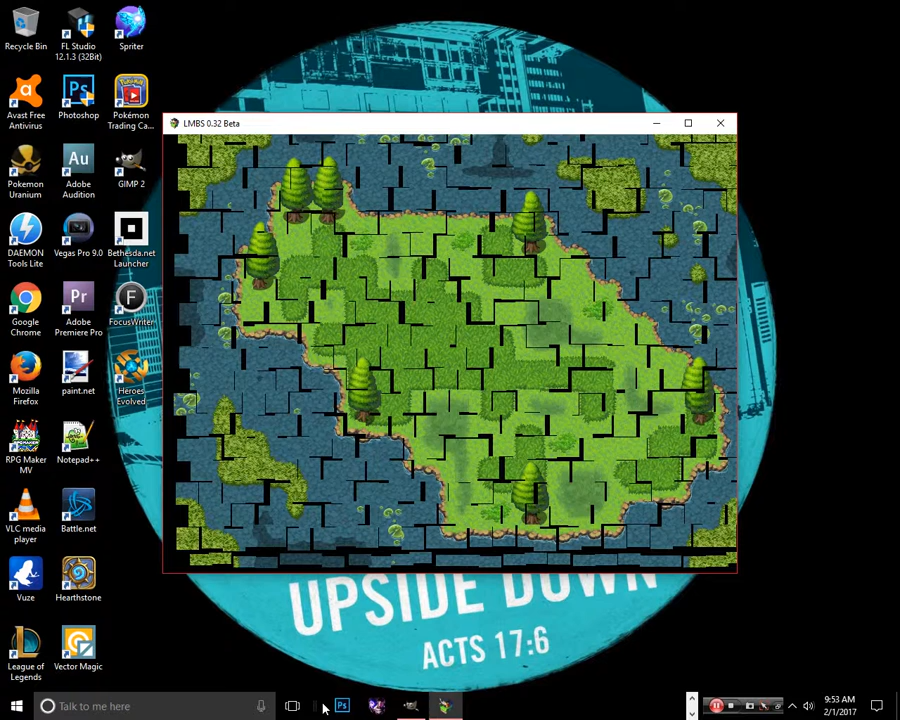 Recycle Bin
FL Studio
12.1.3 (32Bit)
Spriter
Avast Free
Antivirus
Photoshop
Pokémon
Trading Ca...
Pokemon
Uranium
Adobe
Audition
GIMP 2
DAEMON
Tools Lite
Vegas Pro 9.0
Bethesda.net
Launcher
Google
Chrome
Adobe
Premiere Pro
FocusWriter
Mozilla
Firefox
paint.net
Heroes
Evolved
RPG Maker
MV
Notepad++
VLC media
player
Battle.net
Vuze
Hearthstone
League of
Legends
Vector Magic
LMBS 0.32 Beta
UPSIDE DOWN
ACTS 17:6
Talk to me here
9:53 AM
2/1/2017